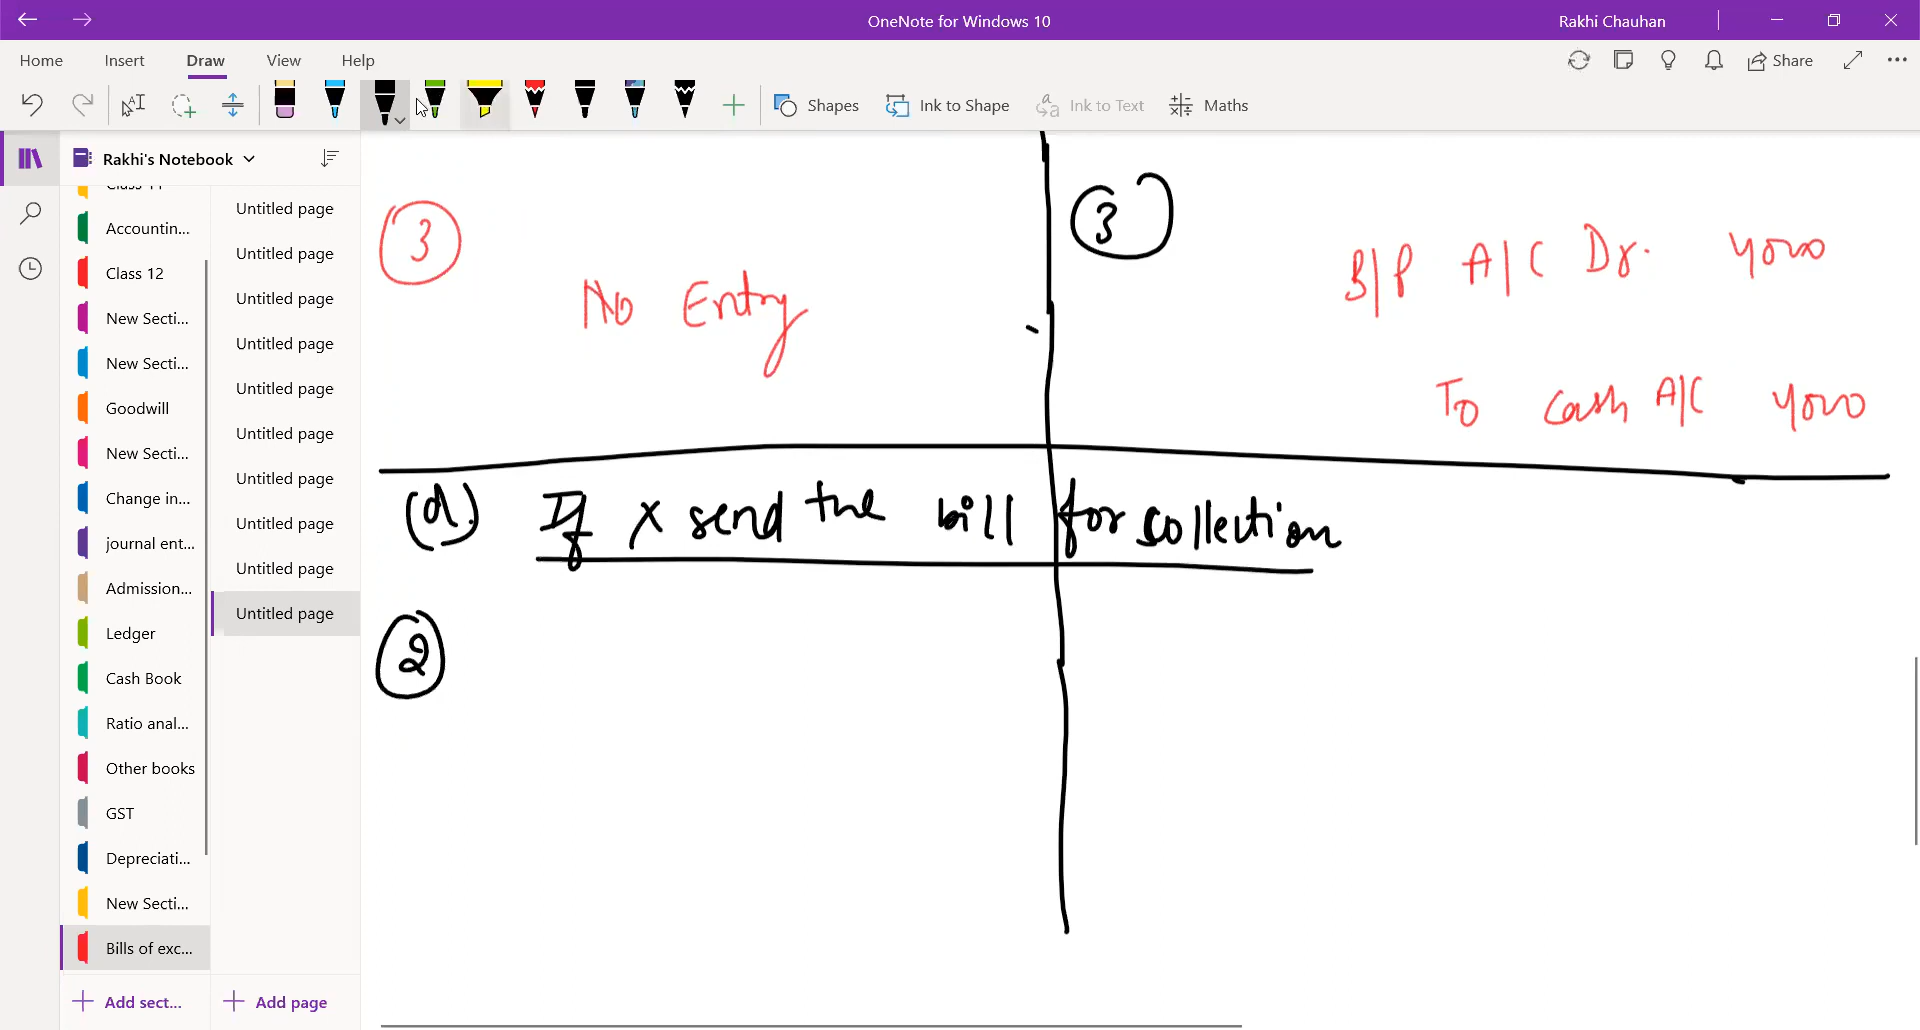 OneNote for Windows 10
Rakhi Chauhan
Home Insert Draw View Help
Share
Shapes Ink to Shape Ink to Text Maths
Rakhi's Notebook
Class 11
Accountin...
Class 12
New Secti...
New Secti...
Goodwill
New Secti...
Change in...
journal ent...
Admission...
Ledger
Cash Book
Ratio anal...
Other books
GST
Depreciati...
New Secti...
Bills of exc...
Add sect...
Untitled page
Untitled page
Untitled page
Untitled page
Untitled page
Untitled page
Untitled page
Untitled page
Untitled page
Untitled page
Add page
3
No Entry
3
B/P A/C Dr. 4000
To Cash A/C 4000
(d) If X send the bill for collection
2